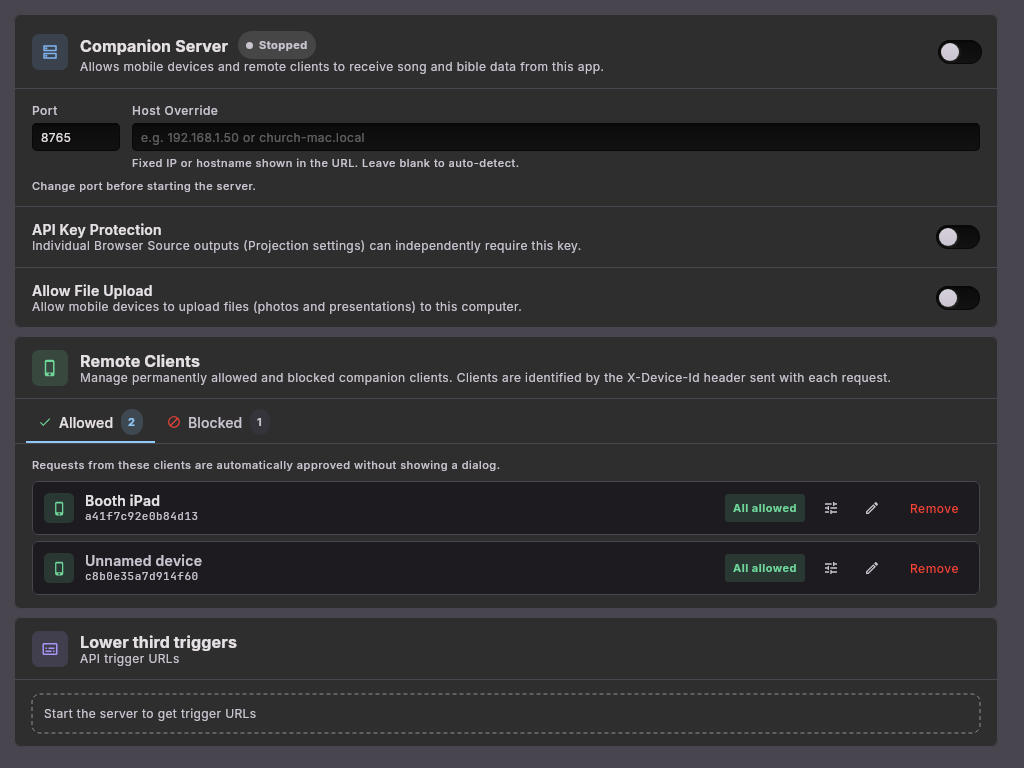 Companion Server
Stopped
Allows mobile devices and remote clients to receive song and bible data from this app.
Port
Host Override
8765
e.g. 192.168.1.50 or church-mac.local
Fixed IP or hostname shown in the URL. Leave blank to auto-detect.
Change port before starting the server.
API Key Protection
Individual Browser Source outputs (Projection settings) can independently require this key.
Allow File Upload
Allow mobile devices to upload files (photos and presentations) to this computer.
Remote Clients
Manage permanently allowed and blocked companion clients. Clients are identified by the X-Device-Id header sent with each request.
Allowed 2
Blocked 1
Requests from these clients are automatically approved without showing a dialog.
Booth iPad
a41f7c92e0b84d13
All allowed
Remove
Unnamed device
c8b0e35a7d914f60
All allowed
Remove
Lower third triggers
API trigger URLs
Start the server to get trigger URLs